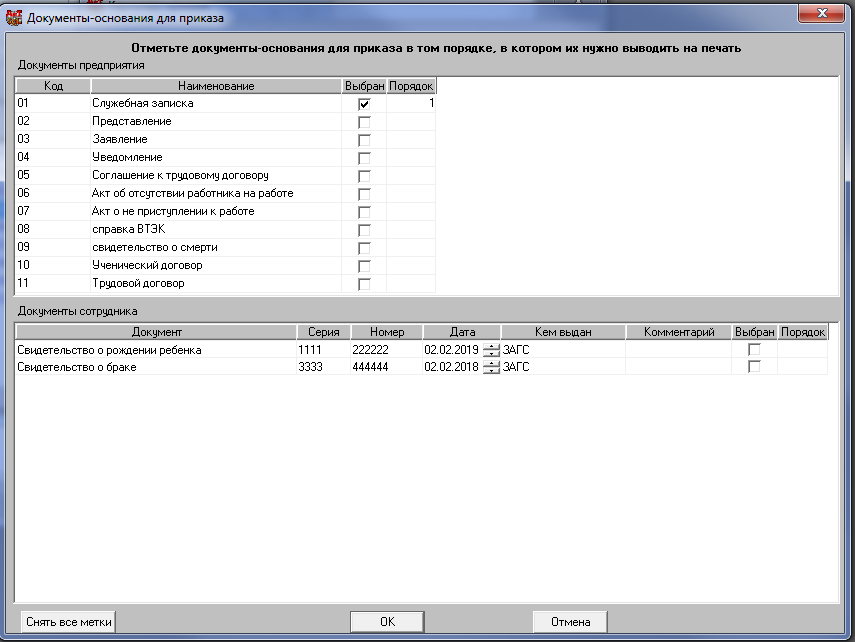 Документы-основания для приказа
Отметьте документы-основания для приказа в том порядке, в котором их нужно выводить на печать
Документы предприятия
Код Наименование Выбран Порядок
01 Служебная записка 1
02 Представление
03 Заявление
04 Уведомление
05 Соглашение к трудовому договору
06 Акт об отсутствии работника на работе
07 Акт о не приступлении к работе
08 справка ВТЭК
09 свидетельство о смерти
10 Ученический договор
11 Трудовой договор
Документы сотрудника
Документ Серия Номер Дата Кем выдан Комментарий Выбран Порядок
Свидетельство о рождении ребенка 1111 222222 02.02.2019 ЗАГС
Свидетельство о браке 3333 444444 02.02.2018 ЗАГС
Снять все метки OK Отмена